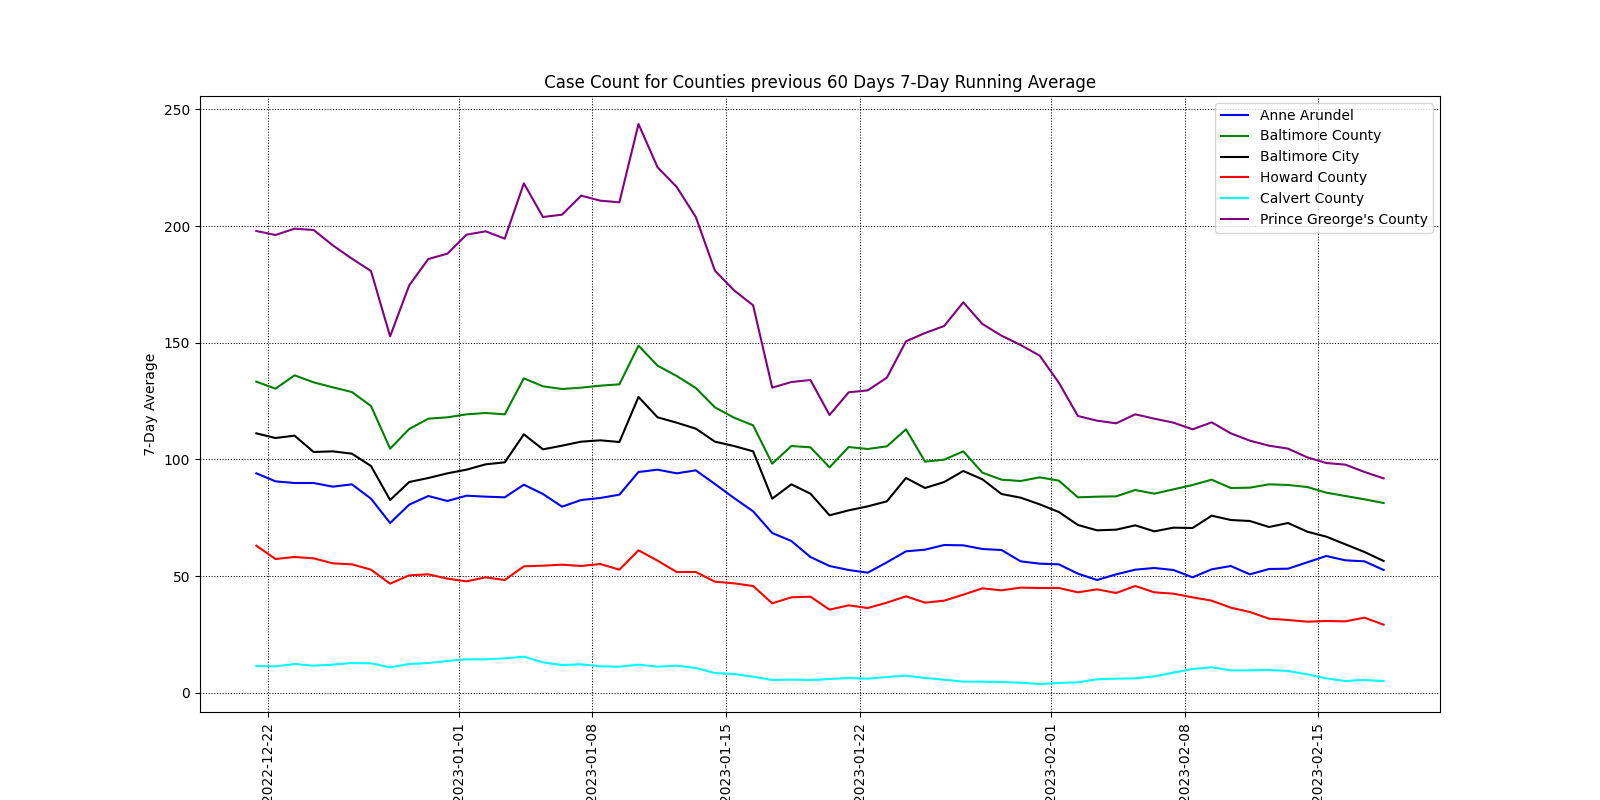 Case Count for Counties previous 60 Days 7-Day Running Average
250
200
150
100
50
0
7-Day Average
Anne Arundel
Baltimore County
Baltimore City
Howard County
Calvert County
Prince Greorge's County
2022-12-22
2023-01-01
2023-01-08
2023-01-15
2023-01-22
2023-02-01
2023-02-08
2023-02-15